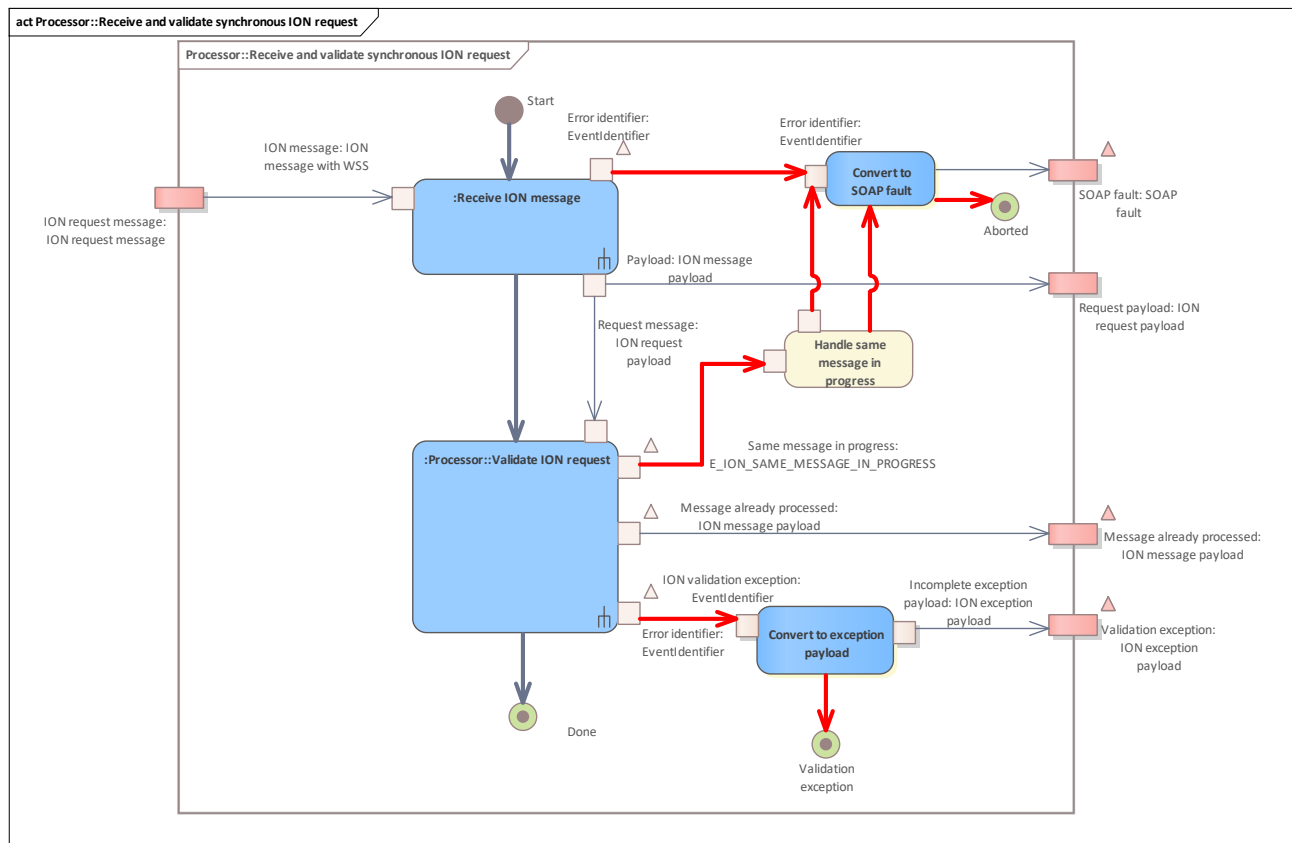 act Processor::Receive and validate synchronous ION request
Processor::Receive and validate synchronous ION request
Start
Error identifier:
EventIdentifier
Error identifier:
EventIdentifier
ION message: ION
message with WSS
Convert to
SOAP fault
:Receive ION message
SOAP fault: SOAP
fault
ION request message:
ION request message
Aborted
Payload: ION message
payload
Request payload: ION
request payload
Request message:
ION request
payload
Handle same
message in
progress
:Processor::Validate ION request
Same message in progress:
E_ION_SAME_MESSAGE_IN_PROGRESS
Message already processed:
ION message payload
Message already processed:
ION message payload
ION validation exception:
EventIdentifier
Incomplete exception
payload: ION exception
payload
Error identifier:
EventIdentifier
Convert to exception
payload
Validation exception:
ION exception
payload
Done
Validation
exception